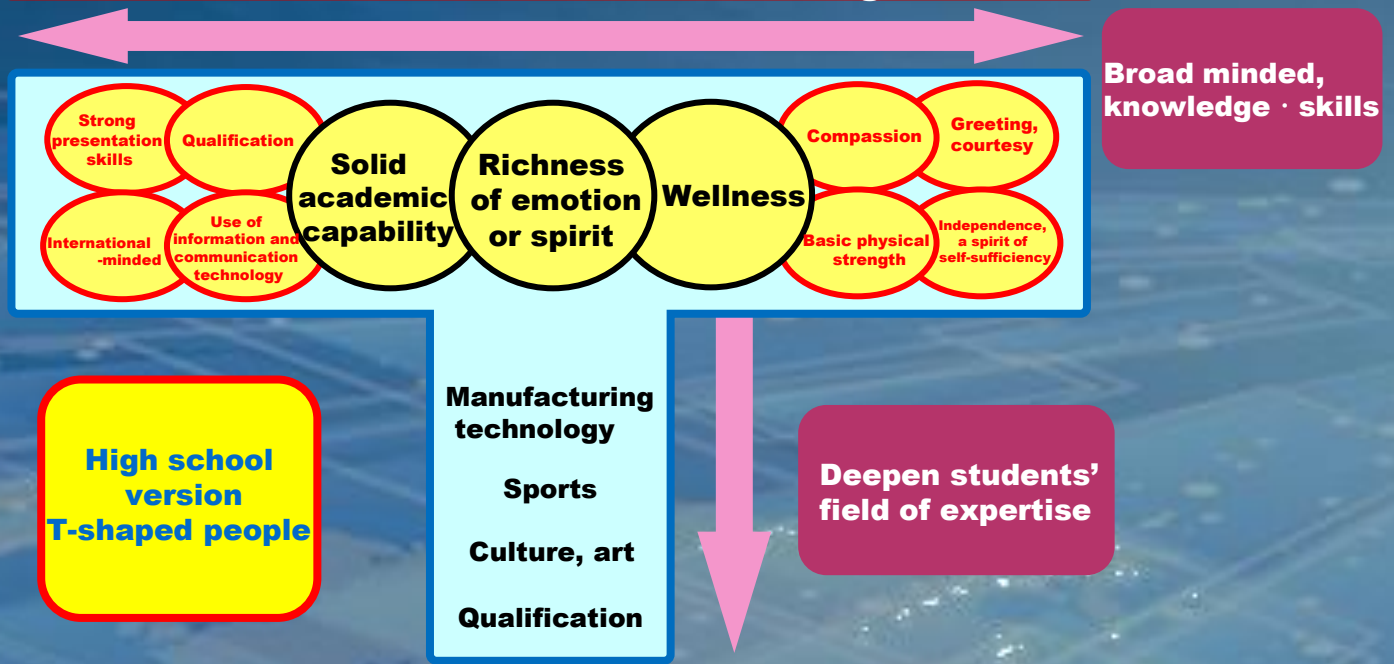 Broad minded,
knowledge・skills
Strong
presentation
skills
Qualification
International
-minded
Use of
information and
communication
technology
Solid
academic
capability
Richness
of emotion
or spirit
Wellness
Compassion
Greeting,
courtesy
Basic physical
strength
Independence,
a spirit of
self-sufficiency
Manufacturing
technology
Sports
Culture, art
Qualification
High school
version
T-shaped people
Deepen students’
field of expertise